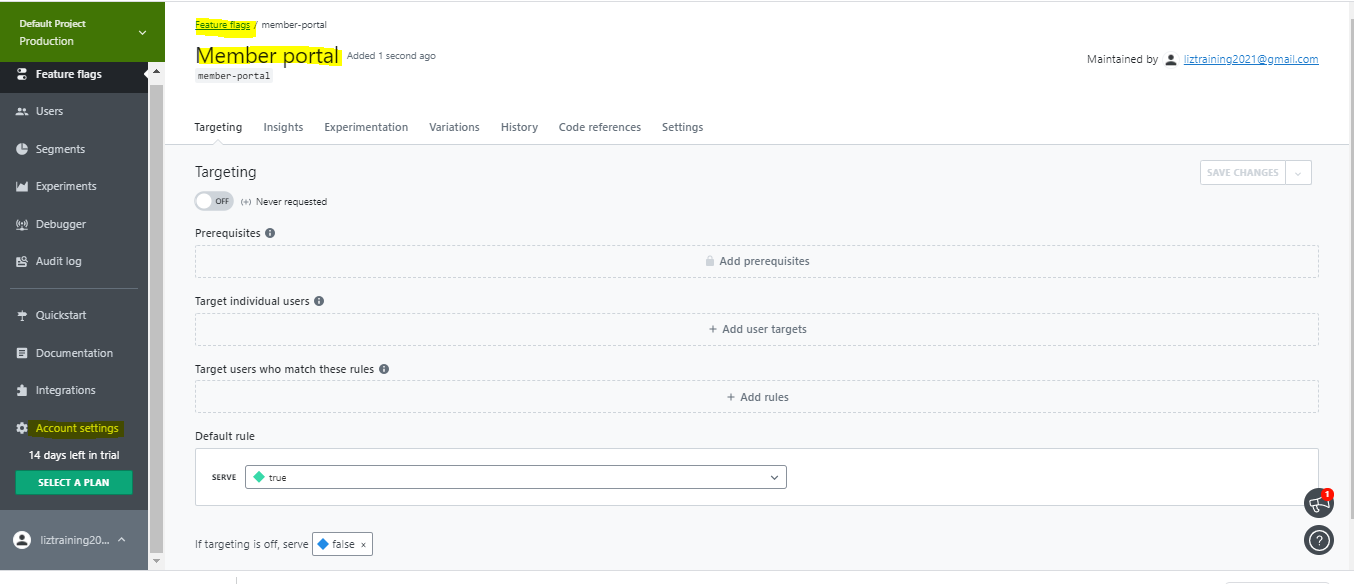 Default Project
Production
Feature flags
Users
Segments
Experiments
Debugger
Audit log
Quickstart
Documentation
Integrations
Account settings
14 days left in trial
SELECT A PLAN
liztraining20...
Feature flags / member-portal
Member portal Added 1 second ago
member-portal
Maintained by liztraining2021@gmail.com
Targeting Insights Experimentation Variations History Code references Settings
Targeting
SAVE CHANGES
OFF (+) Never requested
Prerequisites
Add prerequisites
Target individual users
+ Add user targets
Target users who match these rules
+ Add rules
Default rule
SERVE true
If targeting is off, serve false ×
1
?